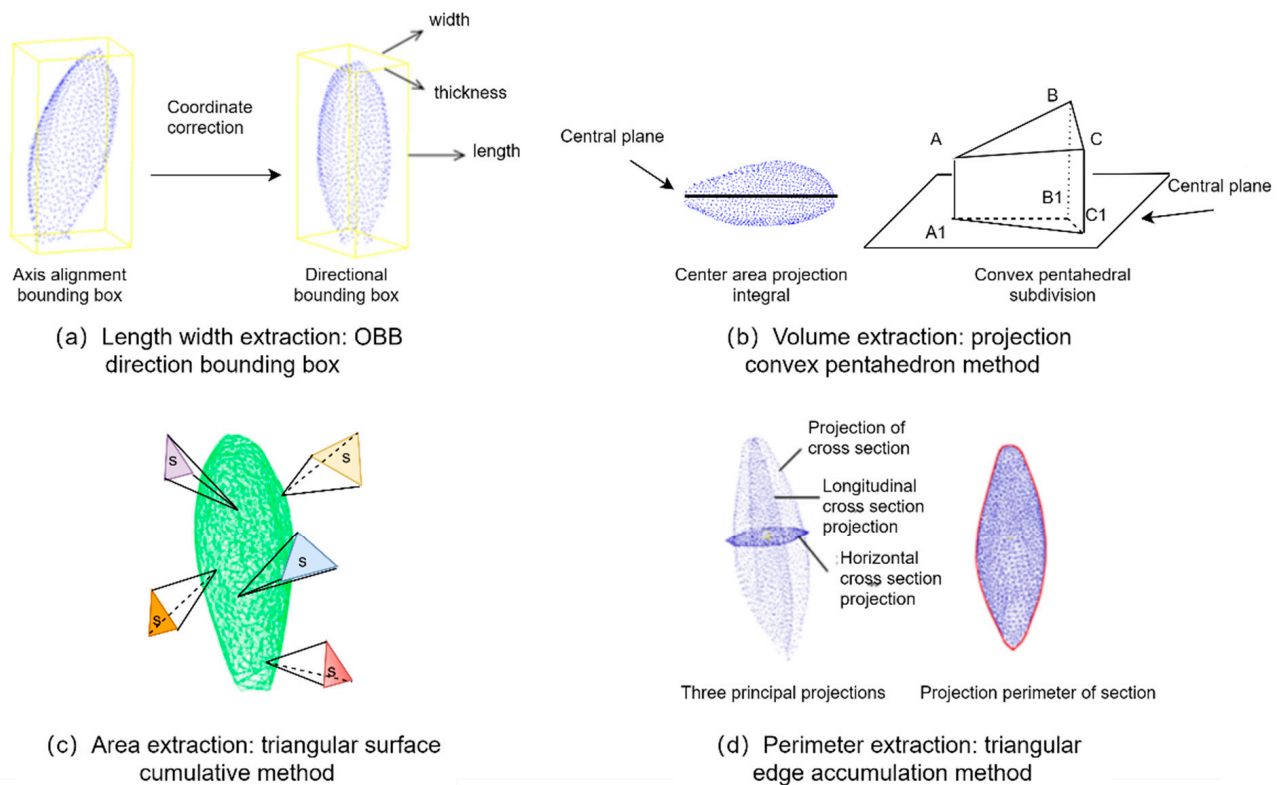 width
thickness
length
Coordinate
correction
Axis alignment
bounding box
Directional
bounding box
(a) Length width extraction: OBB
direction bounding box
Central plane
A
B
C
A1
B1
C1
Central plane
Center area projection
integral
Convex pentahedral
subdivision
(b) Volume extraction: projection
convex pentahedron method
S
S
S
S
S
(c) Area extraction: triangular surface
cumulative method
Projection of
cross section
Longitudinal
cross section
projection
Horizontal
cross section
projection
Three principal projections
Projection perimeter of section
(d) Perimeter extraction: triangular
edge accumulation method